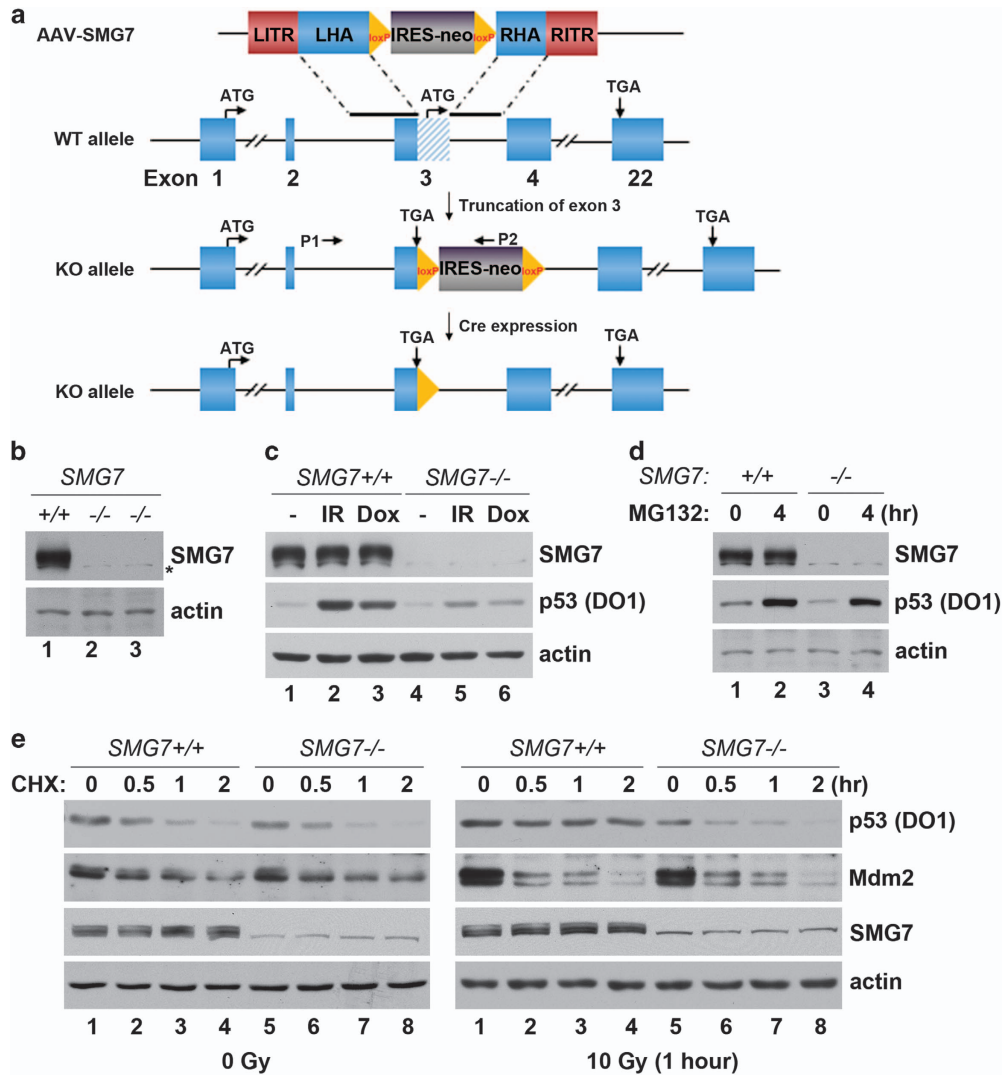 a
AAV-SMG7
LITR LHA loxP IRES-neo loxP RHA RITR
ATG ATG TGA
WT allele
Exon 1 2 3 4 22
Truncation of exon 3
ATG P1 TGA P2 TGA
KO allele loxP IRES-neo loxP
Cre expression
ATG TGA TGA
KO allele
b
SMG7
+/+ -/- -/-
SMG7
*
actin
1 2 3
c
SMG7+/+ SMG7-/-
- IR Dox - IR Dox
SMG7
p53 (DO1)
actin
1 2 3 4 5 6
d
SMG7: +/+ -/-
MG132: 0 4 0 4 (hr)
SMG7
p53 (DO1)
actin
1 2 3 4
e
SMG7+/+ SMG7-/- SMG7+/+ SMG7-/-
CHX: 0 0.5 1 2 0 0.5 1 2 0 0.5 1 2 0 0.5 1 2 (hr)
p53 (DO1)
Mdm2
SMG7
actin
1 2 3 4 5 6 7 8 1 2 3 4 5 6 7 8
0 Gy 10 Gy (1 hour)